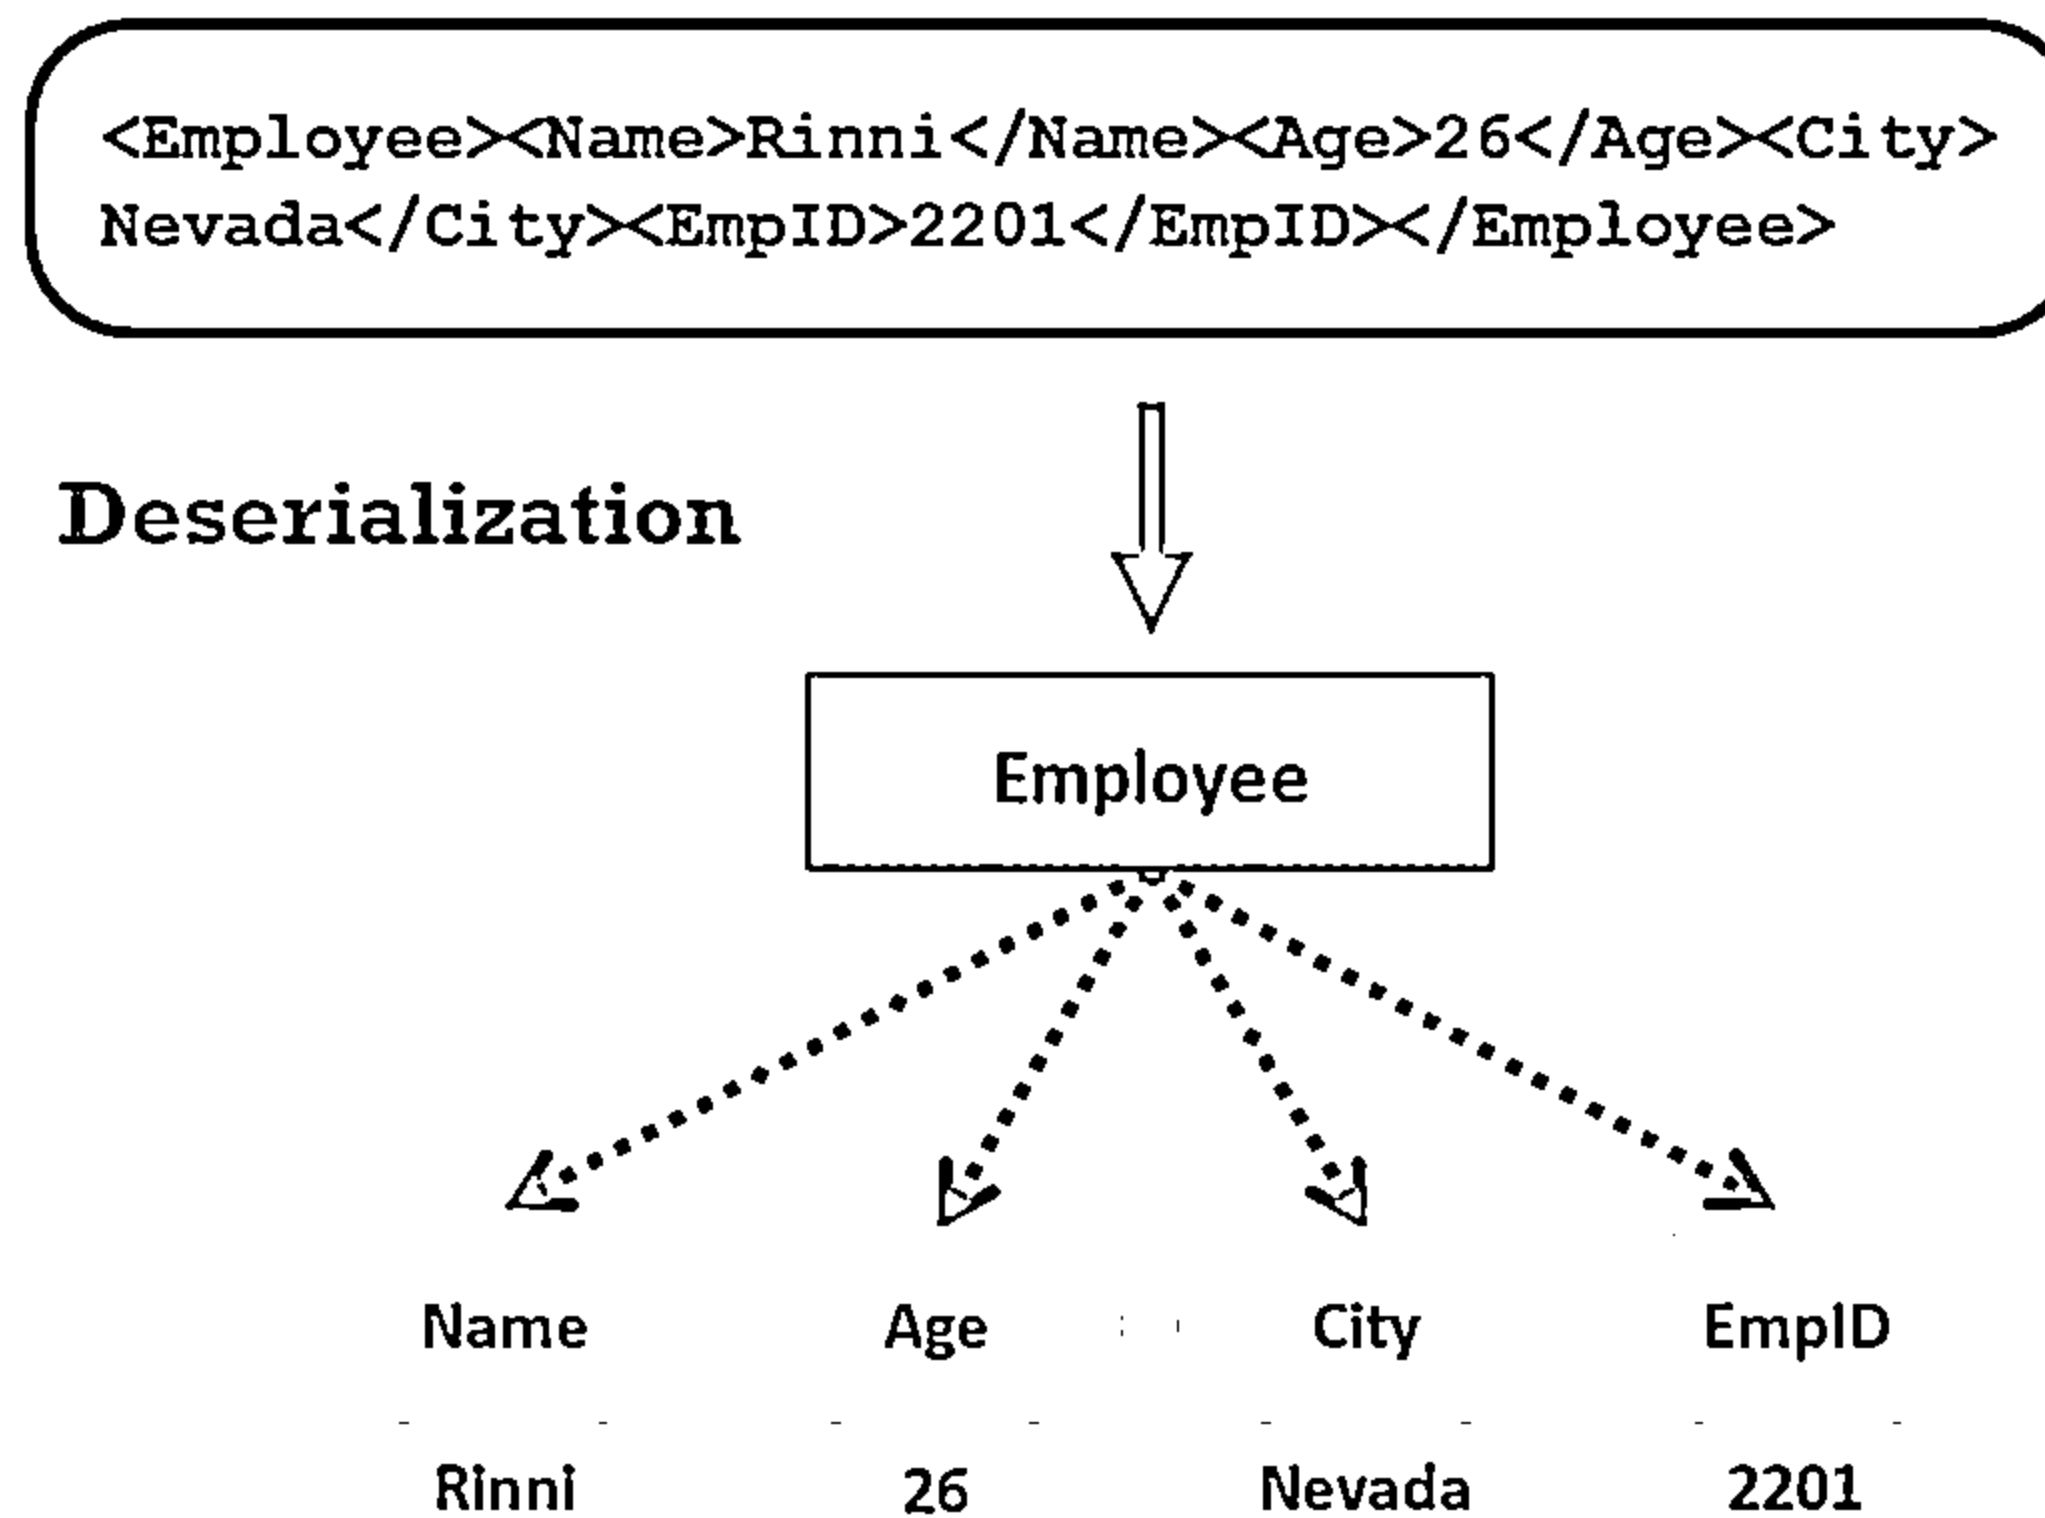 <Employee><Name>Rinni</Name><Age>26</Age><City>
Nevada</City><EmpID>2201</EmpID></Employee>
Deserialization
Employee
Name Age City EmpID
Rinni 26 Nevada 2201